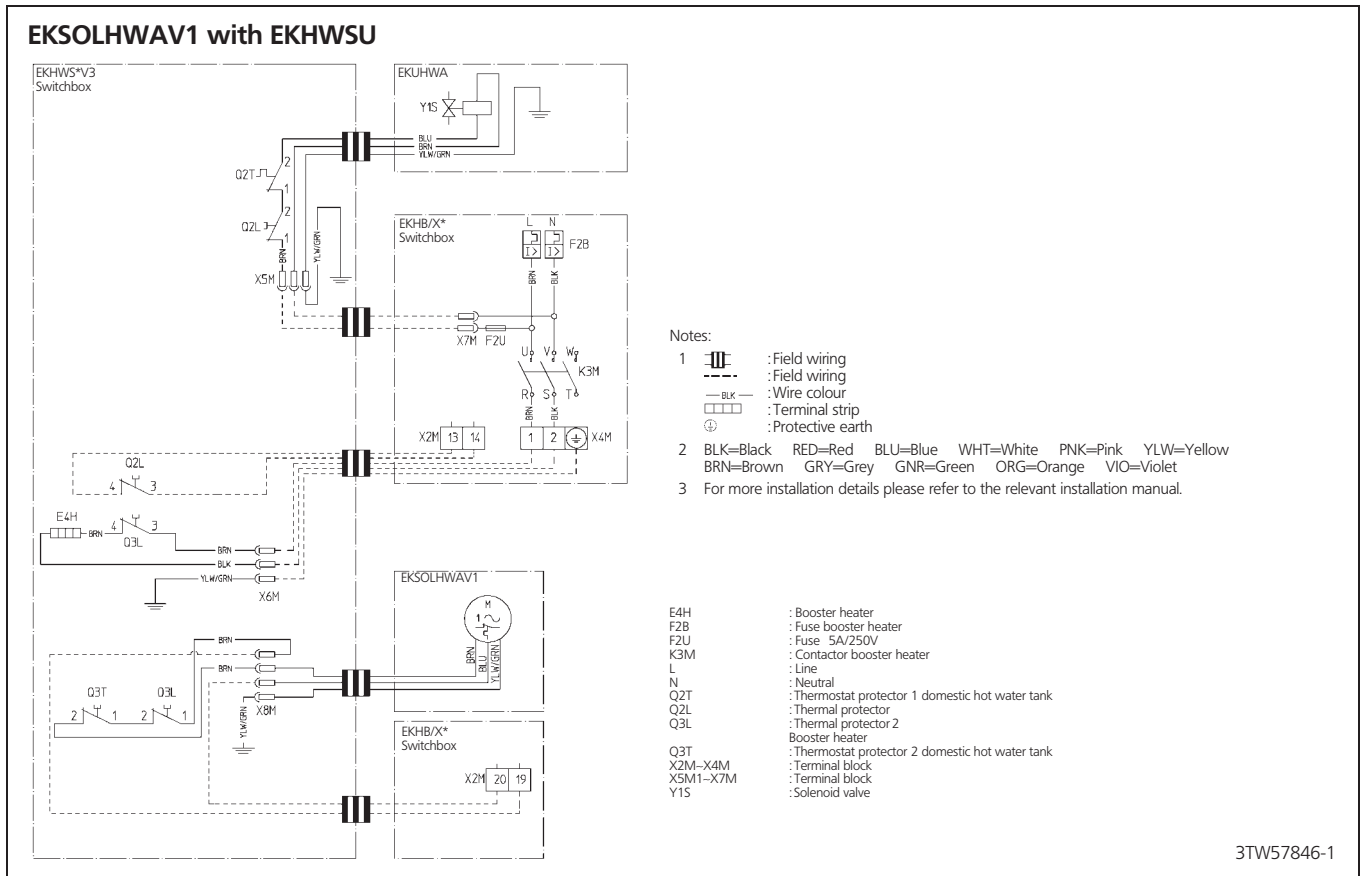 EKSOLHWAV1 with EKHWSU
EKHWS*V3
Switchbox
EKUHWA
Y1S
BLU
BRN
YLW/GRN
2
Q2T
1
2
Q2L
1
BRN
YLW/GRN
X5M
EKHB/X*
Switchbox
L N
F2B
I> I>
BRN
BLK
X7M F2U
U V W
K3M
R S T
BRN
BLK
X2M 13 14
1 2 X4M
Q2L
4 3
E4H
BRN
4 3
Q3L
BRN
BLK
YLW/GRN
X6M
EKSOLHWAV1
M
1
BRN
BLU
YLW/GRN
BRN
BRN
Q3T Q3L
2 1 2 1
X8M
YLW/GRN
EKHB/X*
Switchbox
X2M 20 19
Notes:
1 : Field wiring
: Field wiring
BLK : Wire colour
: Terminal strip
: Protective earth
2 BLK=Black RED=Red BLU=Blue WHT=White PNK=Pink YLW=Yellow
BRN=Brown GRY=Grey GNR=Green ORG=Orange VIO=Violet
3 For more installation details please refer to the relevant installation manual.
E4H : Booster heater
F2B : Fuse booster heater
F2U : Fuse 5A/250V
K3M : Contactor booster heater
L : Line
N : Neutral
Q2T : Thermostat protector 1 domestic hot water tank
Q2L : Thermal protector
Q3L : Thermal protector 2
Booster heater
Q3T : Thermostat protector 2 domestic hot water tank
X2M~X4M : Terminal block
X5M1~X7M : Terminal block
Y1S : Solenoid valve
3TW57846-1